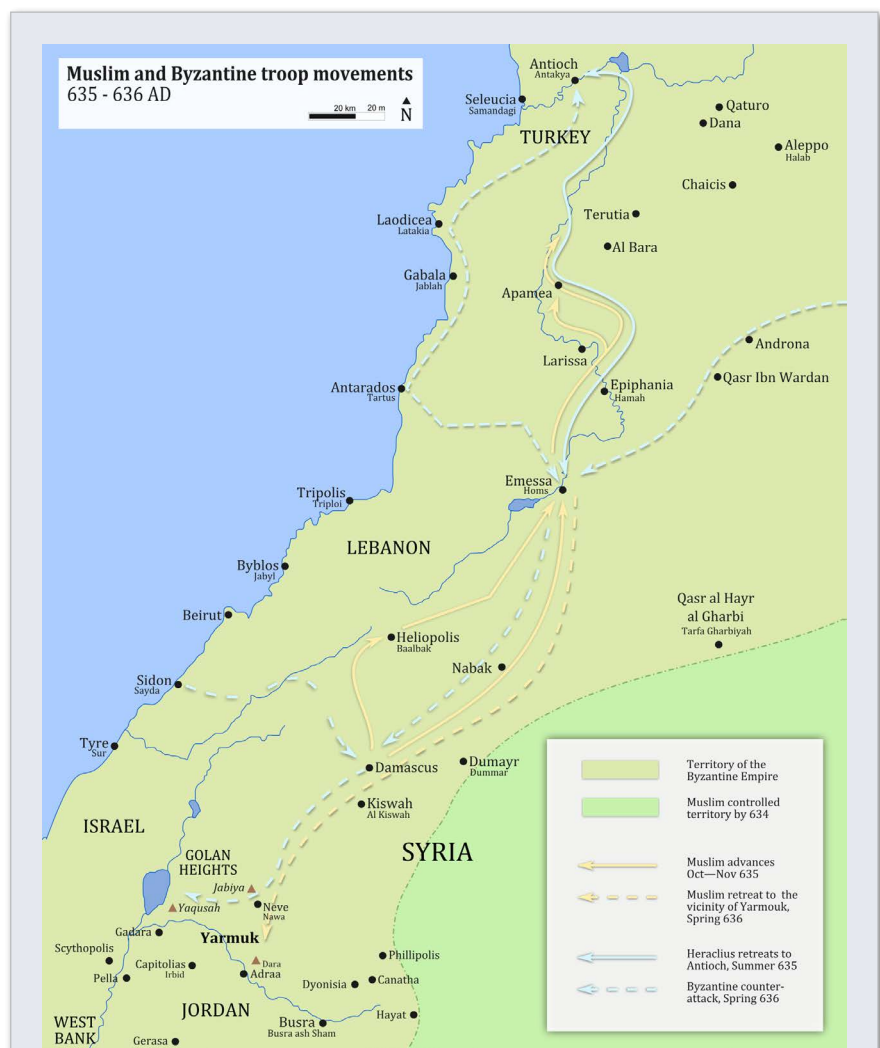 Muslim and Byzantine troop movements
635 - 636 AD
20 km 20 m
N
Antioch
Antakya
Seleucia
Samandagi
TURKEY
Qaturo
Dana
Aleppo
Halab
Chaicis
Terutia
Al Bara
Laodicea
Latakia
Gabala
Jablah
Apamea
Androna
Larissa
Qasr Ibn Wardan
Epiphania
Hamah
Antarados
Tartus
Emessa
Homs
Tripolis
Triploi
LEBANON
Byblos
Jabyl
Beirut
Qasr al Hayr
al Gharbi
Tarfa Gharbiyah
Heliopolis
Baalbak
Nabak
Sidon
Sayda
Tyre
Sur
Damascus
Dumayr
Dummar
Kiswah
Al Kiswah
ISRAEL
SYRIA
GOLAN
HEIGHTS
Jabiya
Yaqusah
Neve
Nawa
Gadara
Yarmuk
Scythopolis
Pella
Capitolias
Irbid
Dara
Adraa
Phillipolis
Dyonisia
Canatha
JORDAN
Hayat
Busra
Busra ash Sham
WEST
BANK
Gerasa
Territory of the
Byzantine Empire
Muslim controlled
territory by 634
Muslim advances
Oct—Nov 635
Muslim retreat to the
vicinity of Yarmouk,
Spring 636
Heraclius retreats to
Antioch, Summer 635
Byzantine counter-
attack, Spring 636